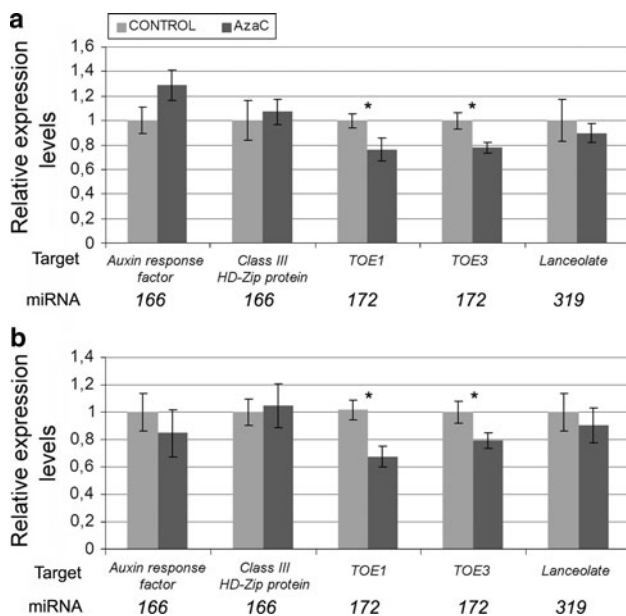 a
CONTROL AzaC
Relative expression levels
1,6
1,4
1,2
1
0,8
0,6
0,4
0,2
0
* *
Target Auxin response factor Class III HD-Zip protein TOE1 TOE3 Lanceolate
miRNA 166 166 172 172 319
b
Relative expression levels
1,4
1,2
1
0,8
0,6
0,4
0,2
0
* *
Target Auxin response factor Class III HD-Zip protein TOE1 TOE3 Lanceolate
miRNA 166 166 172 172 319